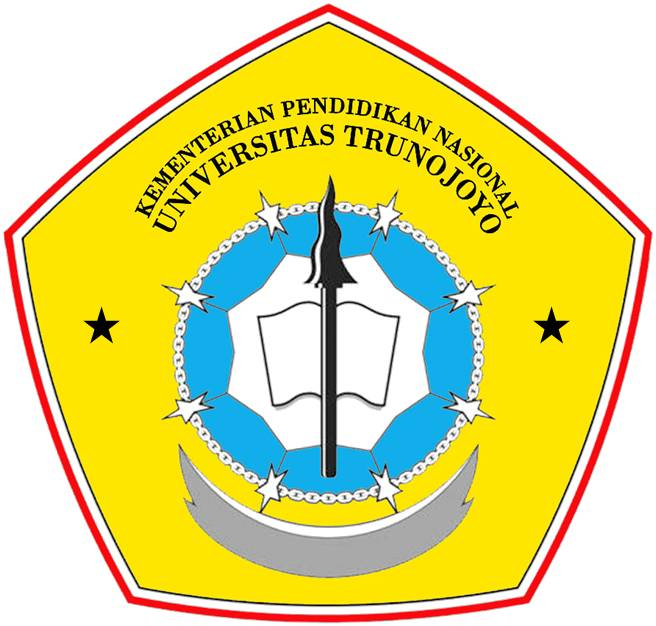 KEMENTERIAN PENDIDIKAN NASIONAL
UNIVERSITAS TRUNOJOYO